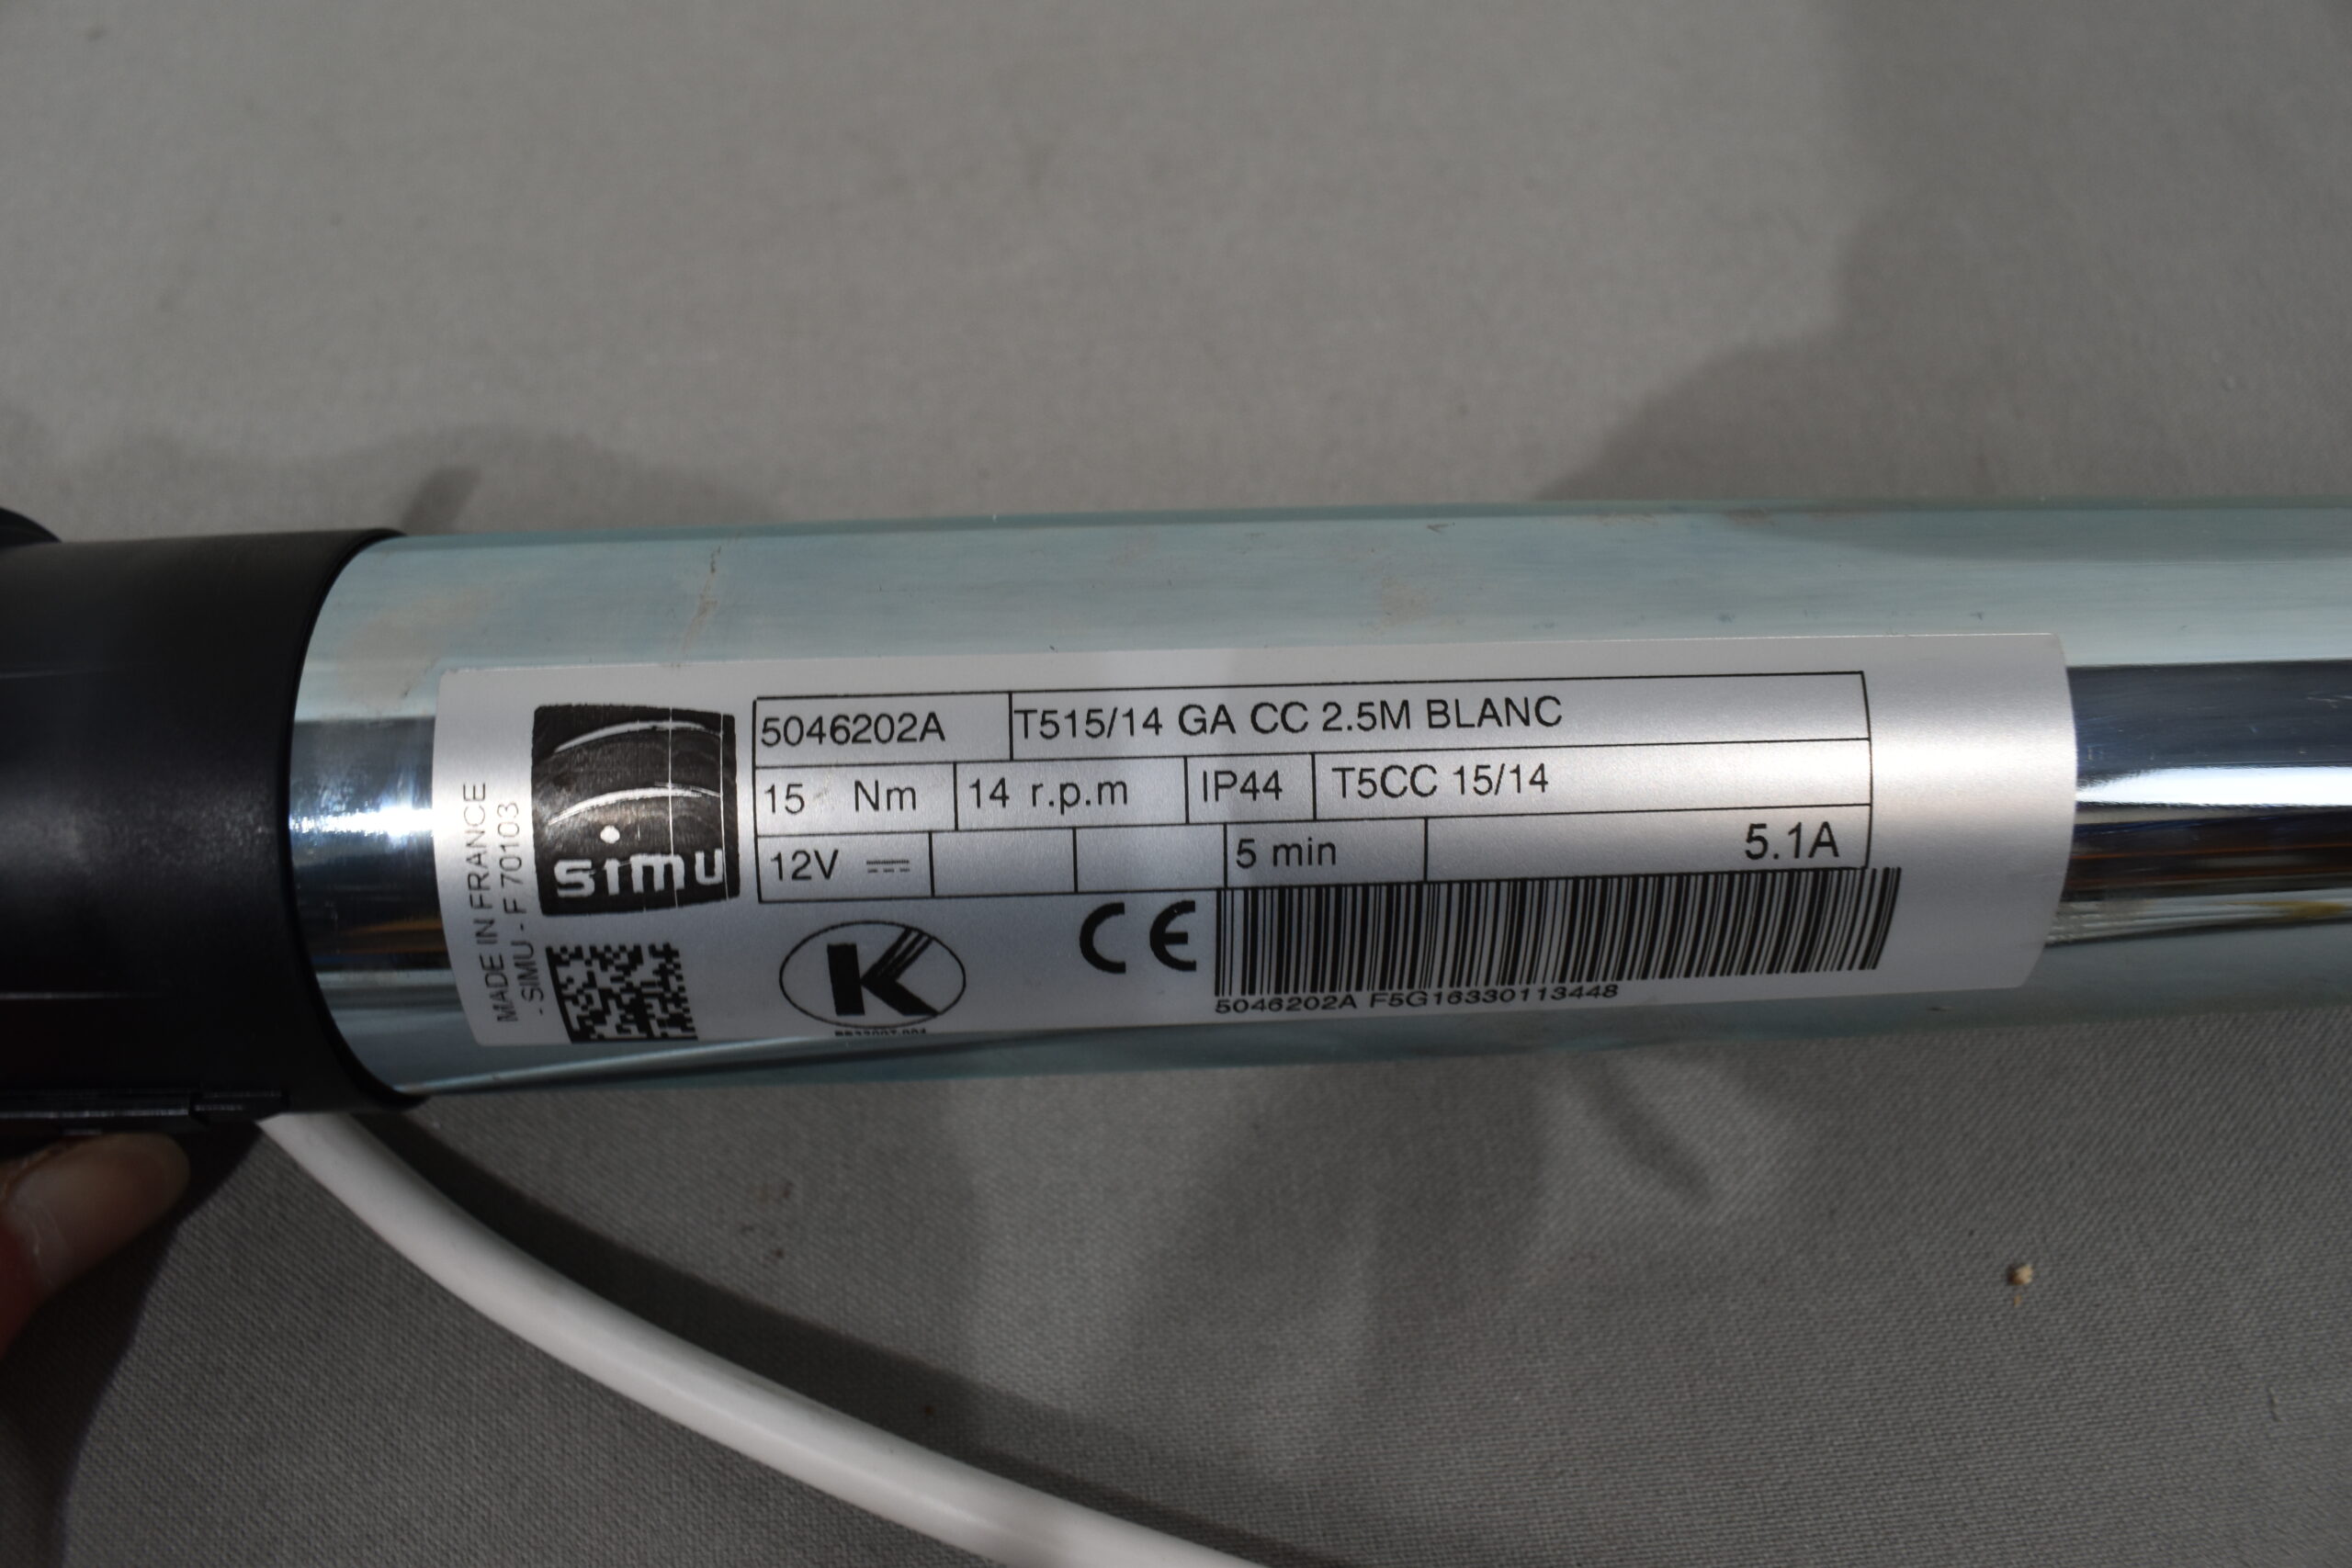 MADE IN FRANCE
- SIMU - F 70103
simu
5046202A T515/14 GA CC 2.5M BLANC
15 Nm 14 r.p.m IP44 T5CC 15/14
12V 5 min 5.1A
K
CE
5046202A F5G16330113448